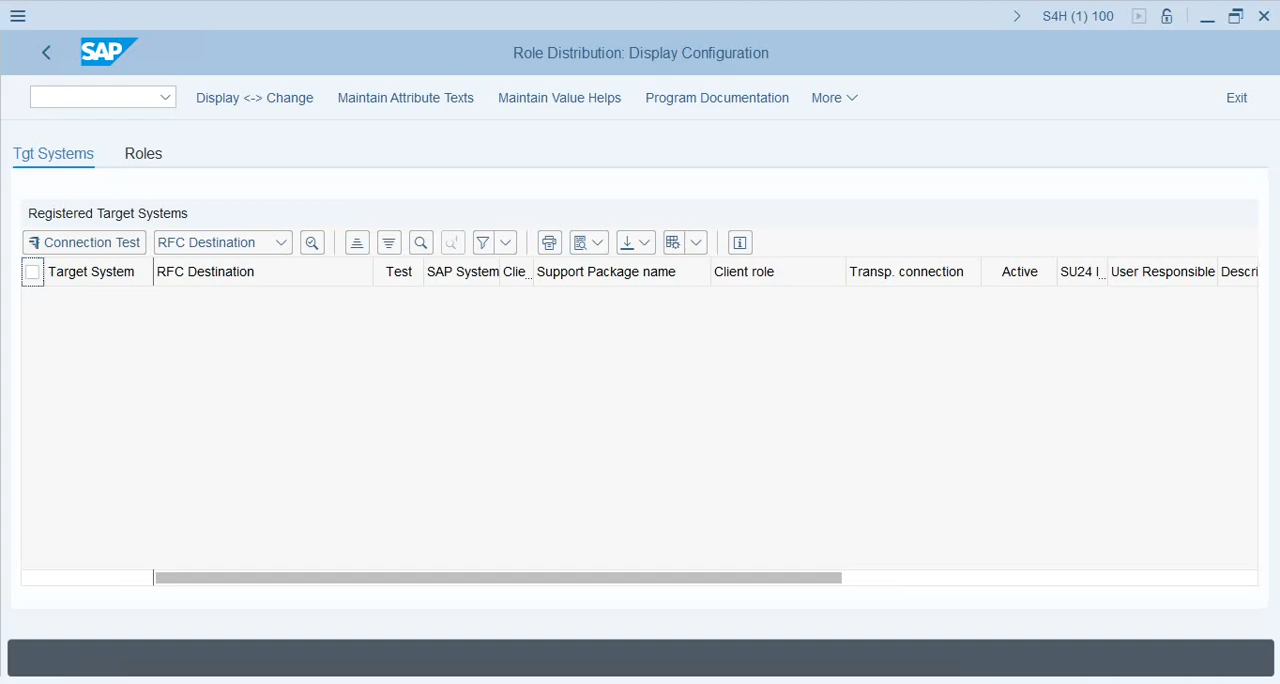 S4H (1) 100
SAP
Role Distribution: Display Configuration
Display <-> Change Maintain Attribute Texts Maintain Value Helps Program Documentation More Exit
Tgt Systems Roles
Registered Target Systems
Connection Test RFC Destination
Target System RFC Destination Test SAP System Clie... Support Package name Client role Transp. connection Active SU24 I... User Responsible Descri